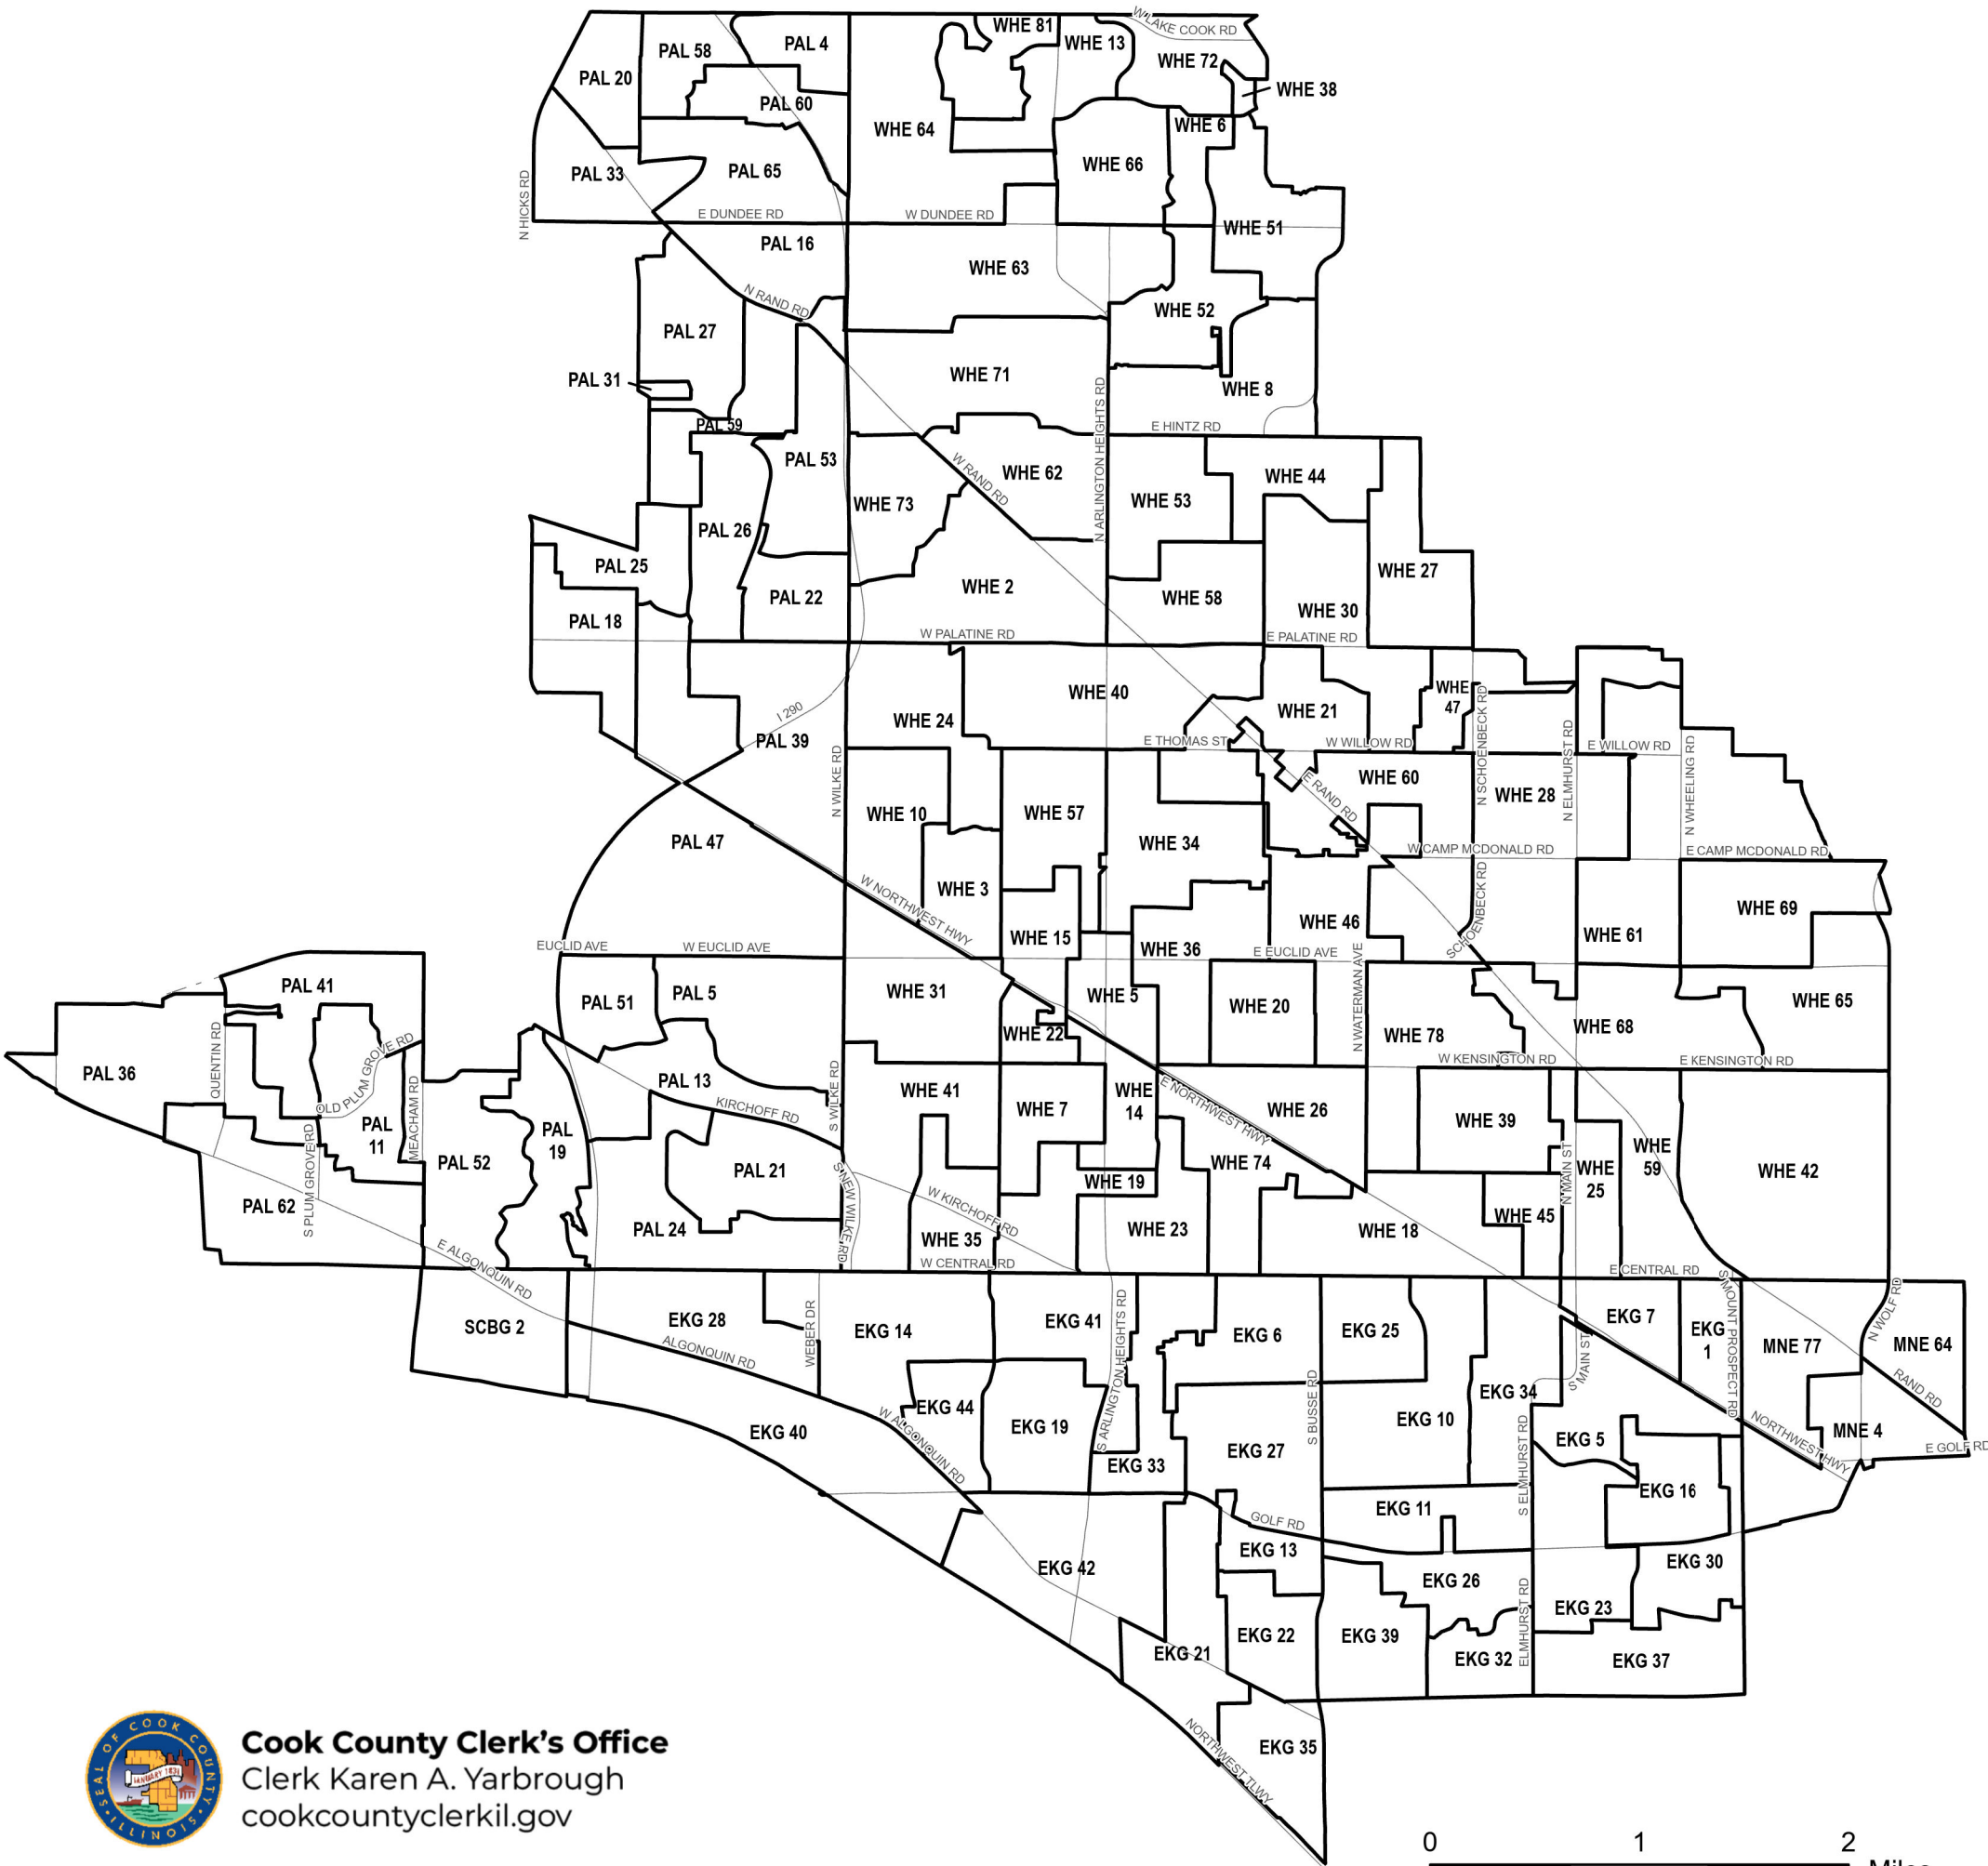 WHE 81
W LAKE COOK RD
PAL 58
PAL 4
WHE 13
WHE 72
PAL 20
WHE 38
PAL 60
WHE 64
WHE 6
WHE 66
PAL 33
PAL 65
N HICKS RD
E DUNDEE RD
W DUNDEE RD
WHE 51
PAL 16
WHE 63
N RAND RD
WHE 52
PAL 27
PAL 31
WHE 71
WHE 8
N ARLINGTON HEIGHTS RD
PAL 59
E HINTZ RD
PAL 53
W RAND RD
WHE 62
WHE 44
WHE 73
WHE 53
PAL 26
PAL 25
WHE 27
WHE 2
PAL 22
WHE 58
WHE 30
PAL 18
W PALATINE RD
E PALATINE RD
WHE 40
WHE
47
N SCHOENBECK RD
I 290
WHE 24
WHE 21
PAL 39
E THOMAS ST
W WILLOW RD
N ELMHURST RD
E WILLOW RD
N WILKE RD
N WHEELING RD
WHE 60
E RAND RD
WHE 28
WHE 10
WHE 57
PAL 47
WHE 34
W CAMP MCDONALD RD
E CAMP MCDONALD RD
WHE 3
W NORTHWEST HWY
SCHOENBECK RD
WHE 69
WHE 46
WHE 15
WHE 61
EUCLID AVE
W EUCLID AVE
WHE 36
E EUCLID AVE
N WATERMAN AVE
PAL 41
PAL 51
PAL 5
WHE 31
WHE 5
WHE 20
WHE 65
WHE 22
WHE 78
WHE 68
QUENTIN RD
OLD PLUM GROVE RD
PAL 36
W KENSINGTON RD
E KENSINGTON RD
PAL 13
S WILKE RD
WHE 41
WHE 7
WHE
14
E NORTHWEST HWY
WHE 26
KIRCHOFF RD
MEACHAM RD
PAL
11
PAL
19
WHE 39
WHE
59
PAL 52
PAL 21
WHE 74
WHE
25
WHE 42
S PLUM GROVE RD
WHE 19
N MAIN ST
PAL 62
W KIRCHOFF RD
S NEW WILKE RD
PAL 24
WHE 35
WHE 23
WHE 18
WHE 45
E ALGONQUIN RD
W CENTRAL RD
E CENTRAL RD
SCBG 2
EKG 28
WEBER DR
EKG 14
EKG 41
S ARLINGTON HEIGHTS RD
EKG 6
EKG 25
EKG 7
EKG
1
S MOUNT PROSPECT RD
MNE 77
N WOLF RD
MNE 64
ALGONQUIN RD
S MAIN ST
EKG 44
S BUSSE RD
EKG 34
RAND RD
EKG 40
W ALGONQUIN RD
EKG 19
EKG 10
EKG 27
S ELMHURST RD
EKG 5
NORTHWEST HWY
MNE 4
E GOLF RD
EKG 33
EKG 16
EKG 11
GOLF RD
EKG 13
EKG 42
EKG 26
EKG 30
ELMHURST RD
EKG 23
EKG 22
EKG 39
EKG 21
EKG 32
EKG 37
NORTHWEST TLWY
EKG 35
SEAL OF COOK COUNTY
JANUARY 1831
ILLINOIS
Cook County Clerk's Office
Clerk Karen A. Yarbrough
cookcountyclerkil.gov
0 1 2
Miles